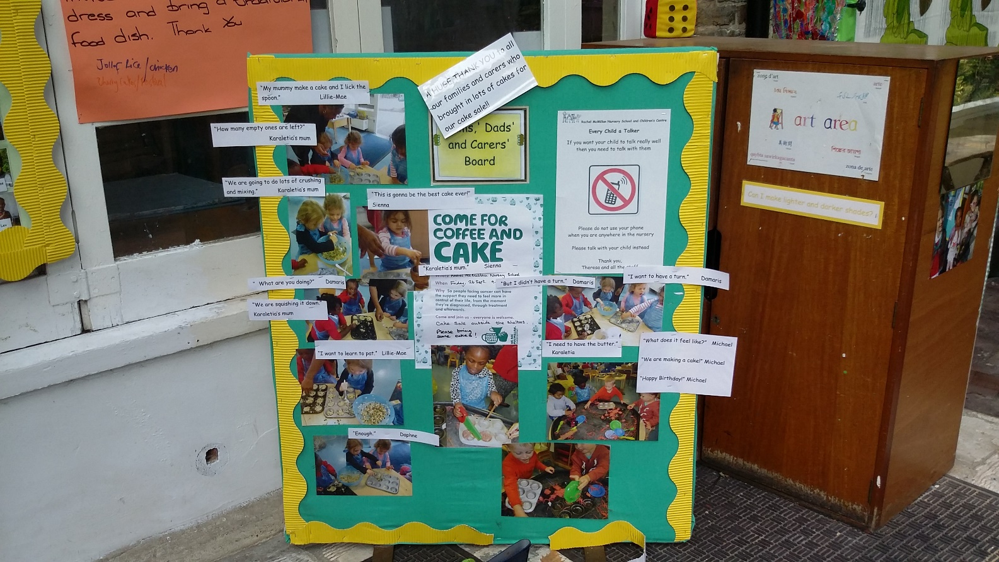 dress and bring a traditional
food dish. Thank You
Jollof Rice/chicken
"My mummy make a cake and I lick the
spoon." Lillie-Mae
"How many empty ones are left?"
Karaletia's mum
"We are going to do lots of crushing
and mixing." Karaletia's mum
A HUGE THANK YOU to all
our families and carers who
brought in lots of cakes for
our cake sale!!
Dads'
and Carers'
Board
Rachel McMillan Nursery School and Children's Centre
Every Child a Talker
If you want your child to talk really well
then you need to talk with them
Please do not use your phone
when you are anywhere in the nursery
Please talk with your child instead
Thank you,
Theresa and all the
"This is gonna be the best cake ever!"
Sienna
COME FOR
COFFEE AND
CAKE
"Karaletia's mum." Sienna
Where Rachel McMillan Nursery School
When Friday, 26 Sept.
Why So people facing cancer can have
the support they need to feel more in
control of their life, from the moment
they're diagnosed, through treatment
and afterwards.
Come and join us – everyone is welcome.
Cake Sale outside the shelters.
Please bring
some cakes!
"What are you doing?" Damaris
"We are squishing it down."
Karaletia's mum
"But I didn't have a turn." Damaris
"I want to have a turn." Damaris
"I want to learn to pat." Lillie-Mae
"I need to have the butter."
Karaletia
"What does it feel like?" Michael
"We are making a cake!" Michael
"Happy Birthday!" Michael
"Enough." Daphne
zone d'art
arte
art area
美術閣
শিল্পের জায়গা
qaybta sawirkagacanta
zona de arte
Can I make lighter and darker shades?